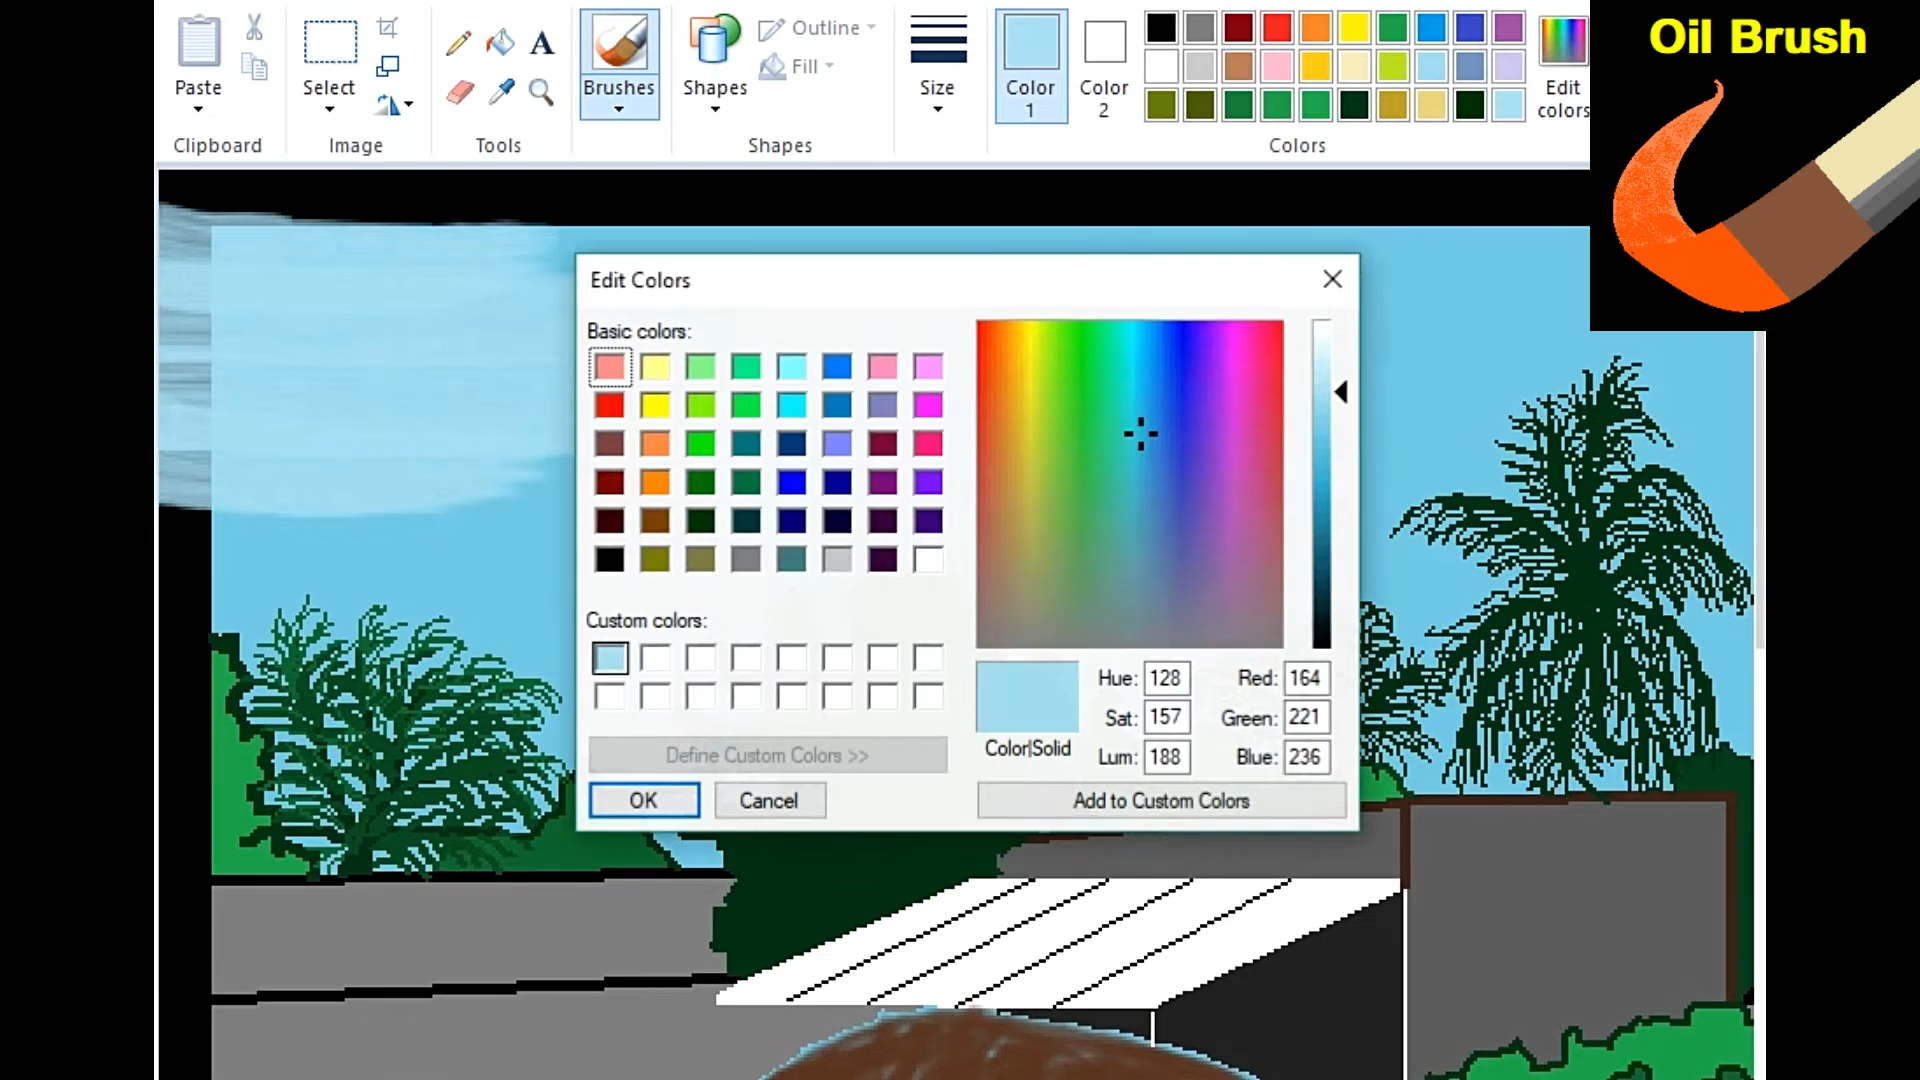 Oil Brush
Paste
Select
Brushes
Shapes
Outline
Fill
Size
Color
1
Color
2
Edit
colors
Clipboard
Image
Tools
A
Shapes
Colors
Edit Colors
Basic colors:
Custom colors:
Define Custom Colors >>
OK
Cancel
Color|Solid
Hue: 128
Sat: 157
Lum: 188
Red: 164
Green: 221
Blue: 236
Add to Custom Colors